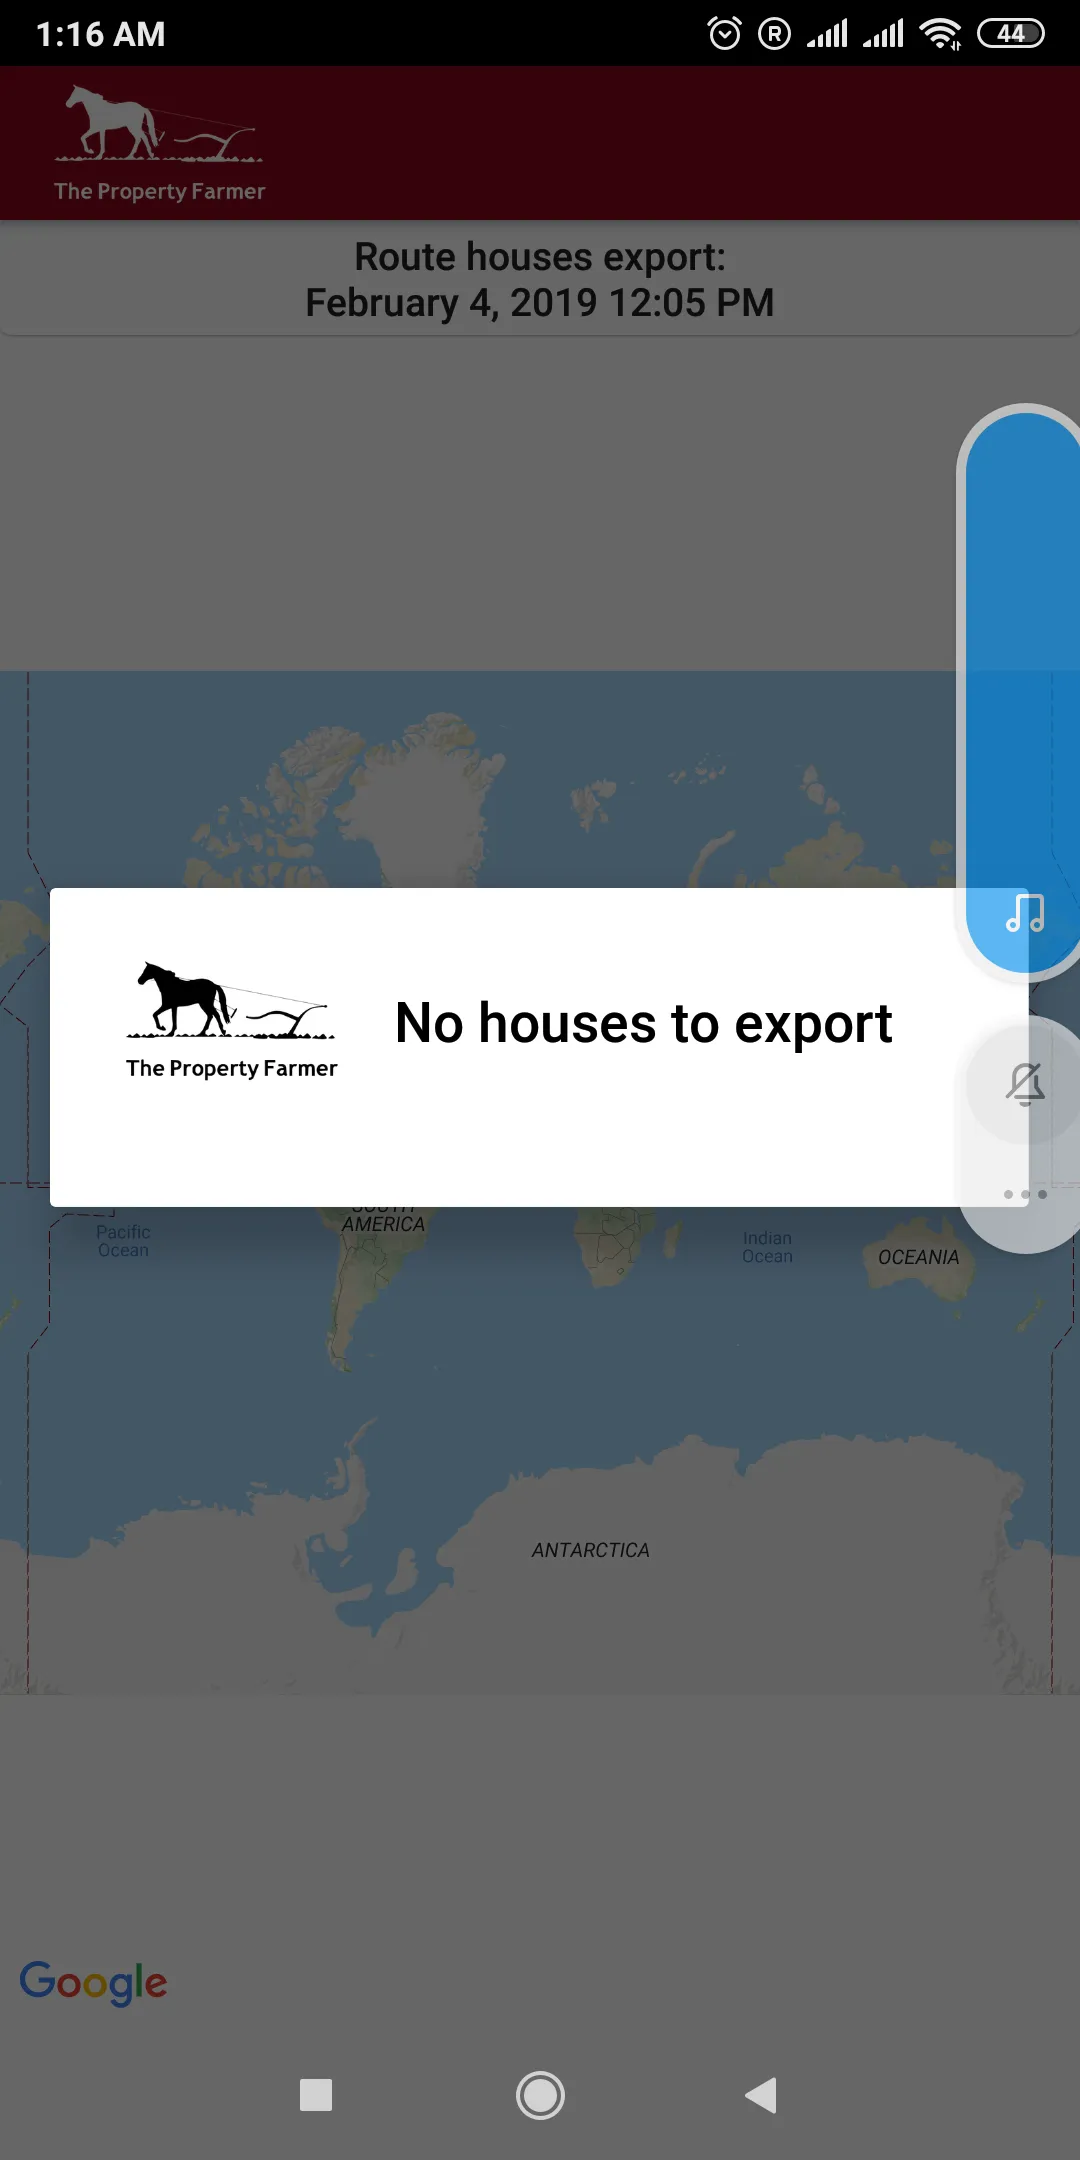 1:16 AM
R
44
The Property Farmer
Route houses export:
February 4, 2019 12:05 PM
No houses to export
The Property Farmer
AMERICA
Pacific
Ocean
Indian
Ocean
OCEANIA
ANTARCTICA
Google